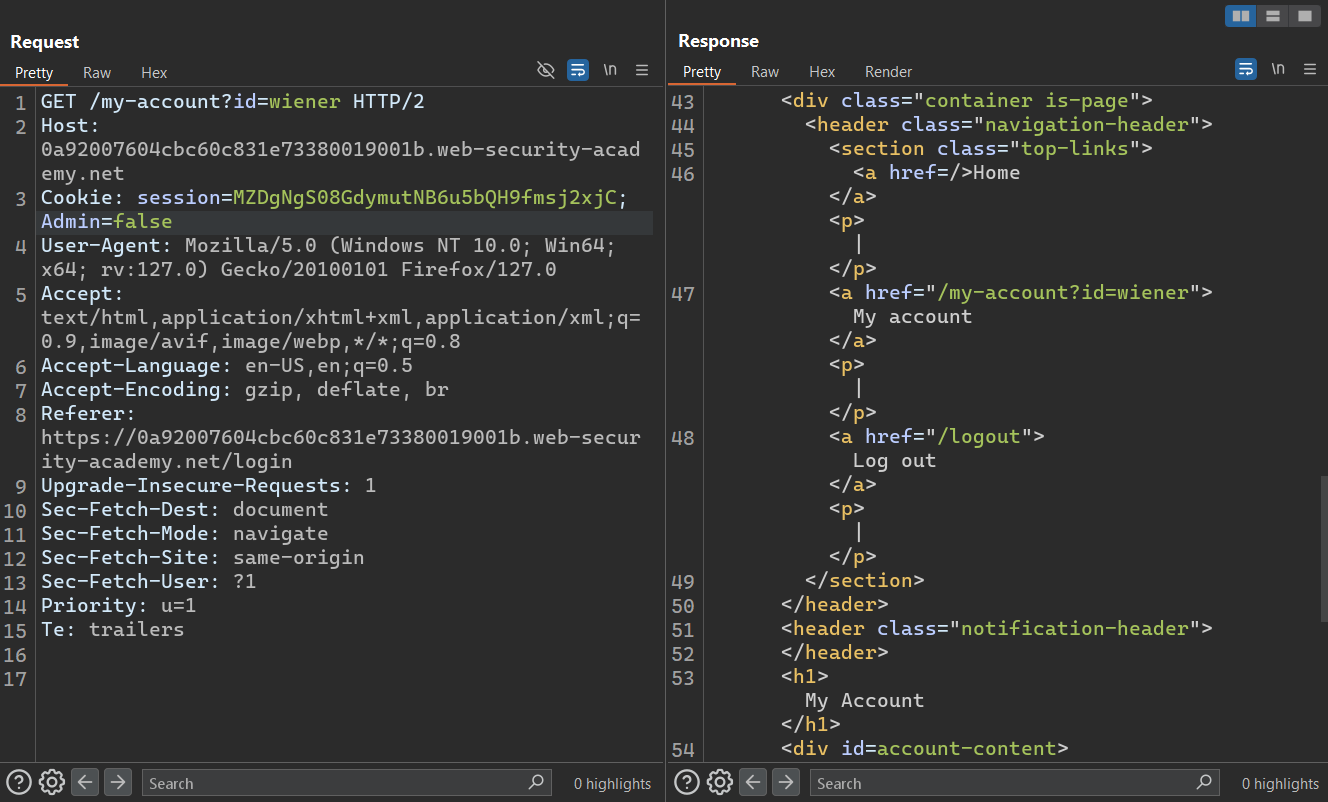 Request
Pretty Raw Hex \n
1 GET /my-account?id=wiener HTTP/2
2 Host:
0a92007604cbc60c831e73380019001b.web-security-acad
emy.net
3 Cookie: session=MZDgNgS08GdymutNB6u5bQH9fmsj2xjC;
Admin=false
4 User-Agent: Mozilla/5.0 (Windows NT 10.0; Win64;
x64; rv:127.0) Gecko/20100101 Firefox/127.0
5 Accept:
text/html,application/xhtml+xml,application/xml;q=
0.9,image/avif,image/webp,*/*;q=0.8
6 Accept-Language: en-US,en;q=0.5
7 Accept-Encoding: gzip, deflate, br
8 Referer:
https://0a92007604cbc60c831e73380019001b.web-secur
ity-academy.net/login
9 Upgrade-Insecure-Requests: 1
10 Sec-Fetch-Dest: document
11 Sec-Fetch-Mode: navigate
12 Sec-Fetch-Site: same-origin
13 Sec-Fetch-User: ?1
14 Priority: u=1
15 Te: trailers
16
17
Search 0 highlights
Response
Pretty Raw Hex Render \n
43 <div class="container is-page">
44 <header class="navigation-header">
45 <section class="top-links">
46 <a href=/>Home
</a>
<p>
|
</p>
47 <a href="/my-account?id=wiener">
My account
</a>
<p>
|
</p>
48 <a href="/logout">
Log out
</a>
<p>
|
</p>
49 </section>
50 </header>
51 <header class="notification-header">
52 </header>
53 <h1>
My Account
</h1>
54 <div id=account-content>
Search 0 highlights